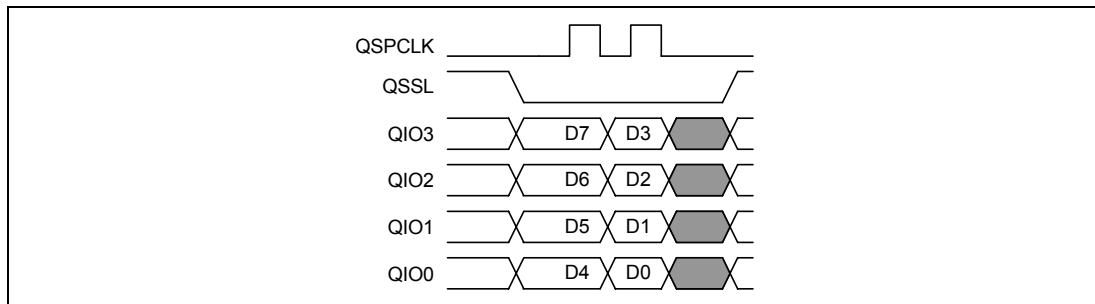 QSPCLK
QSSL
QIO3 D7 D3
QIO2 D6 D2
QIO1 D5 D1
QIO0 D4 D0